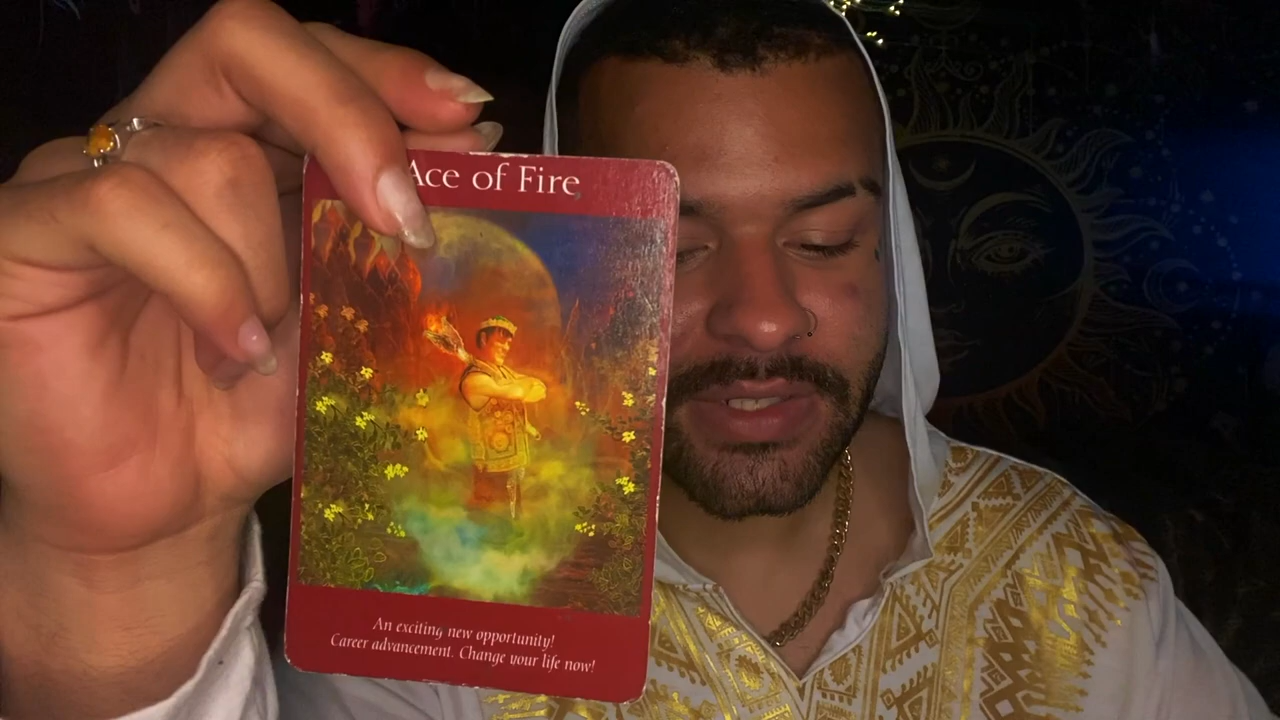 Ace of Fire
An exciting new opportunity!
Career advancement. Change your life now!